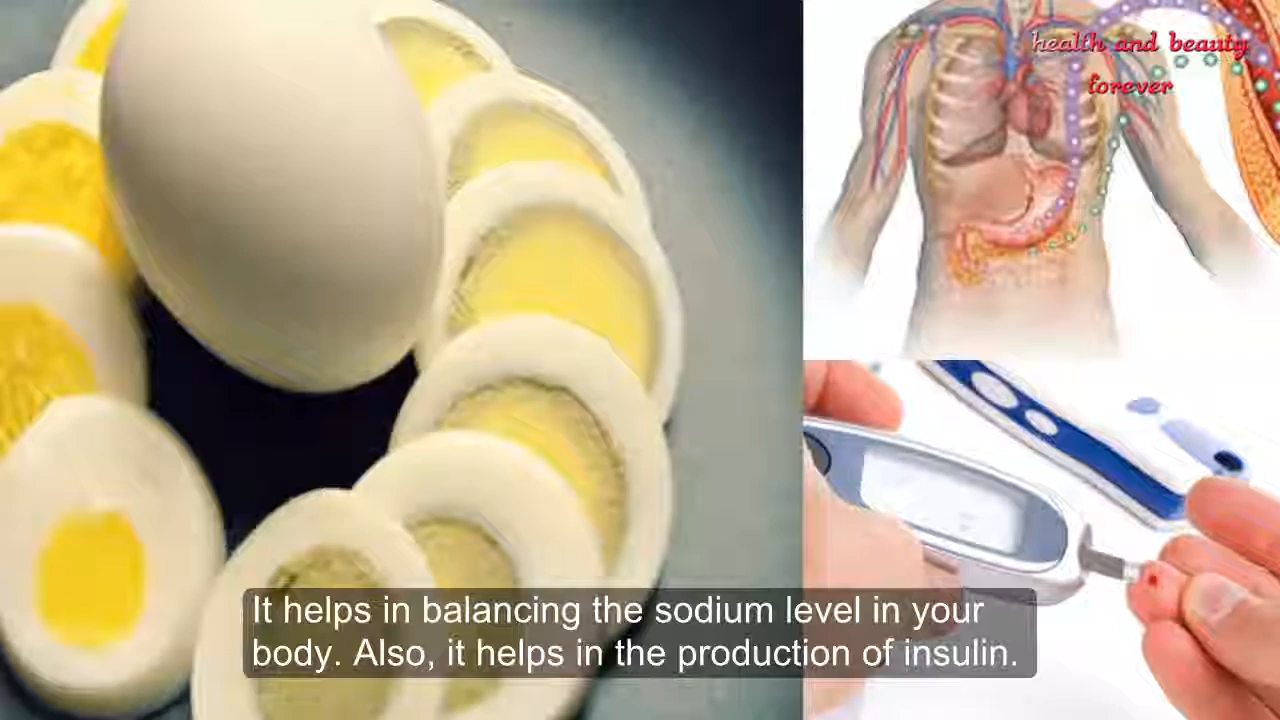 health and beauty
forever
It helps in balancing the sodium level in your
body. Also, it helps in the production of insulin.